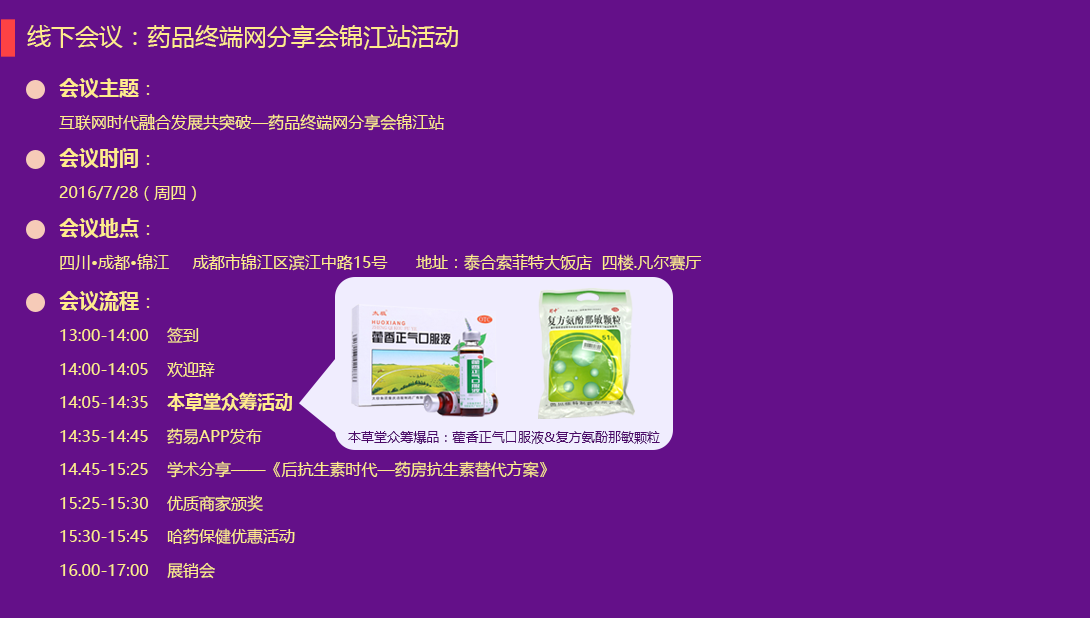 线下会议：药品终端网分享会锦江站活动
会议主题：
互联网时代融合发展共突破—药品终端网分享会锦江站
会议时间：
2016/7/28（周四）
会议地点：
四川•成都•锦江 成都市锦江区滨江中路15号 地址：泰合索菲特大饭店 四楼.凡尔赛厅
会议流程：
13:00-14:00 签到
14:00-14:05 欢迎辞
14:05-14:35 本草堂众筹活动
HUOXIANG
藿香正气口服液
OTC
藿香正气口服液
复方氨酚那敏颗粒
本草堂众筹爆品：藿香正气口服液&复方氨酚那敏颗粒
14:35-14:45 药易APP发布
14.45-15:25 学术分享——《后抗生素时代—药房抗生素替代方案》
15:25-15:30 优质商家颁奖
15:30-15:45 哈药保健优惠活动
16.00-17:00 展销会